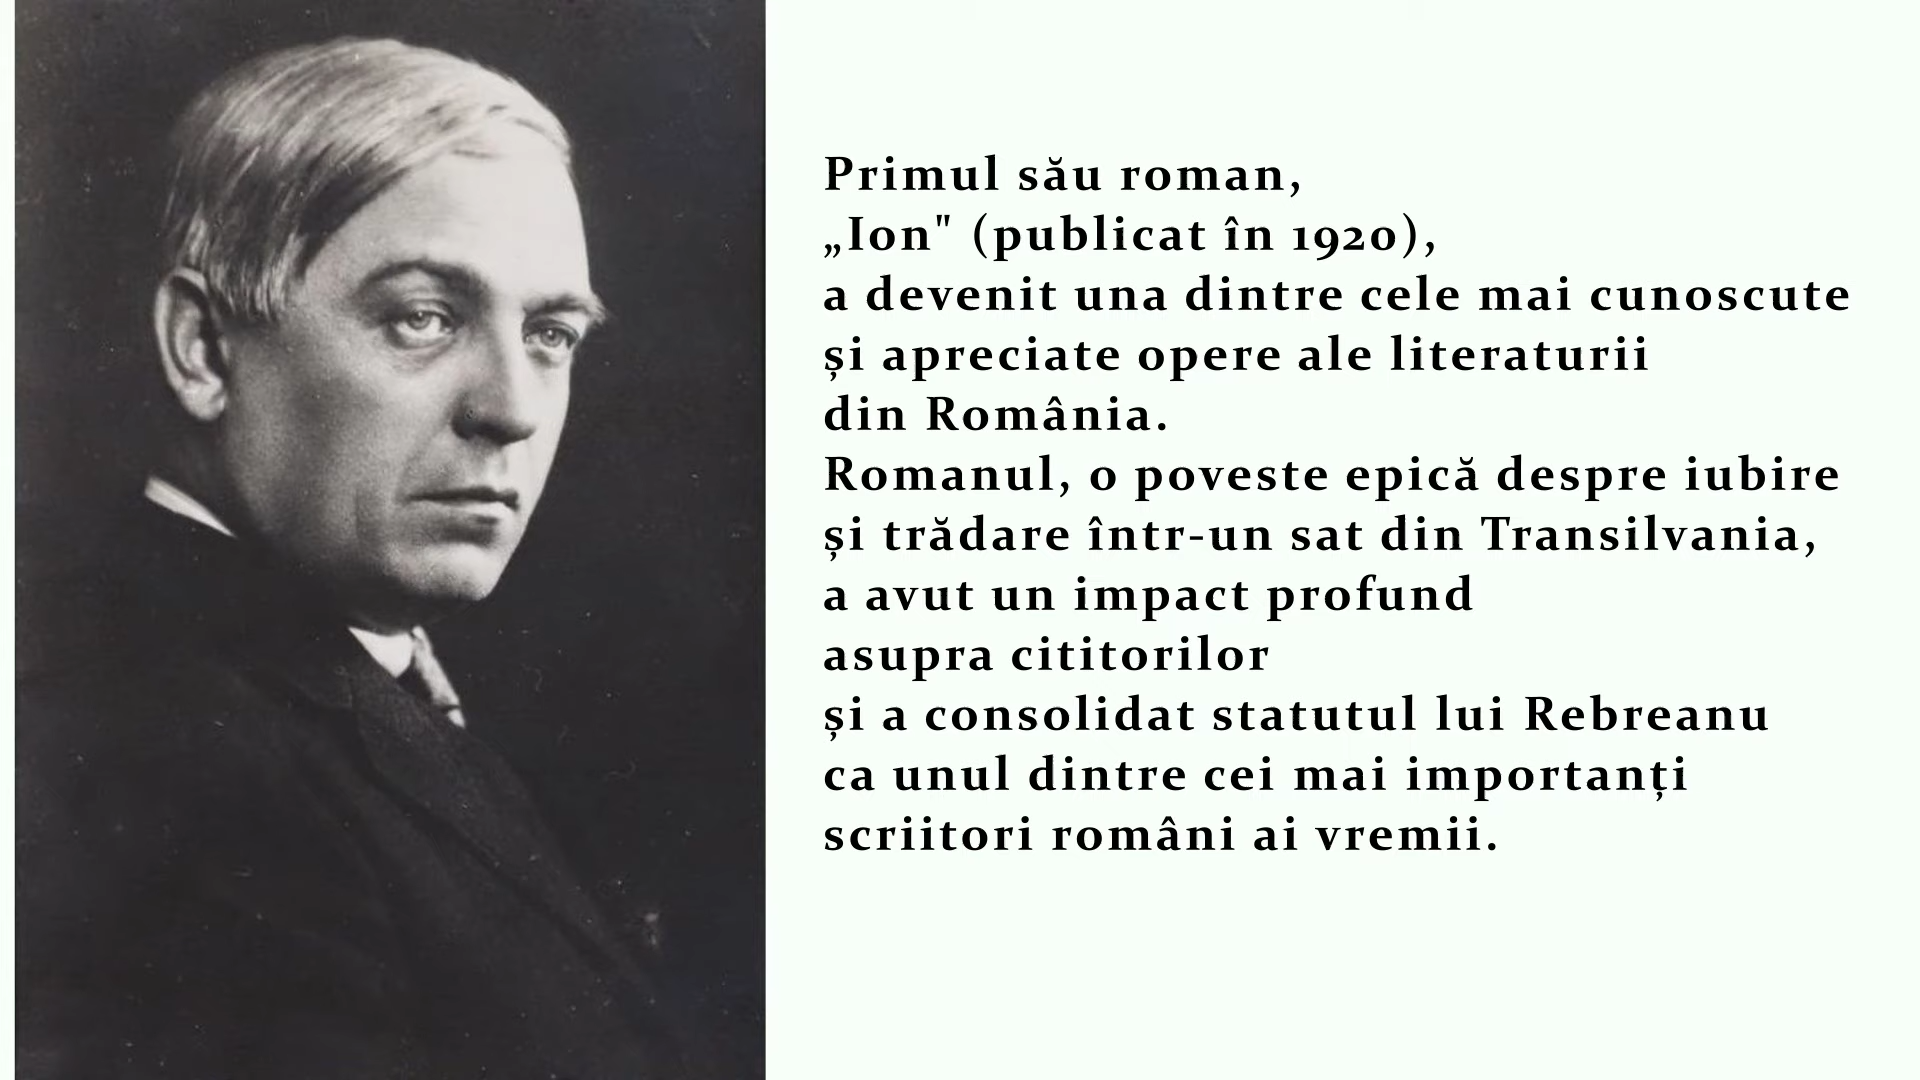 Primul său roman,
„Ion" (publicat în 1920),
a devenit una dintre cele mai cunoscute
și apreciate opere ale literaturii
din România.
Romanul, o poveste epică despre iubire
și trădare într-un sat din Transilvania,
a avut un impact profund
asupra cititorilor
și a consolidat statutul lui Rebreanu
ca unul dintre cei mai importanți
scriitori români ai vremii.